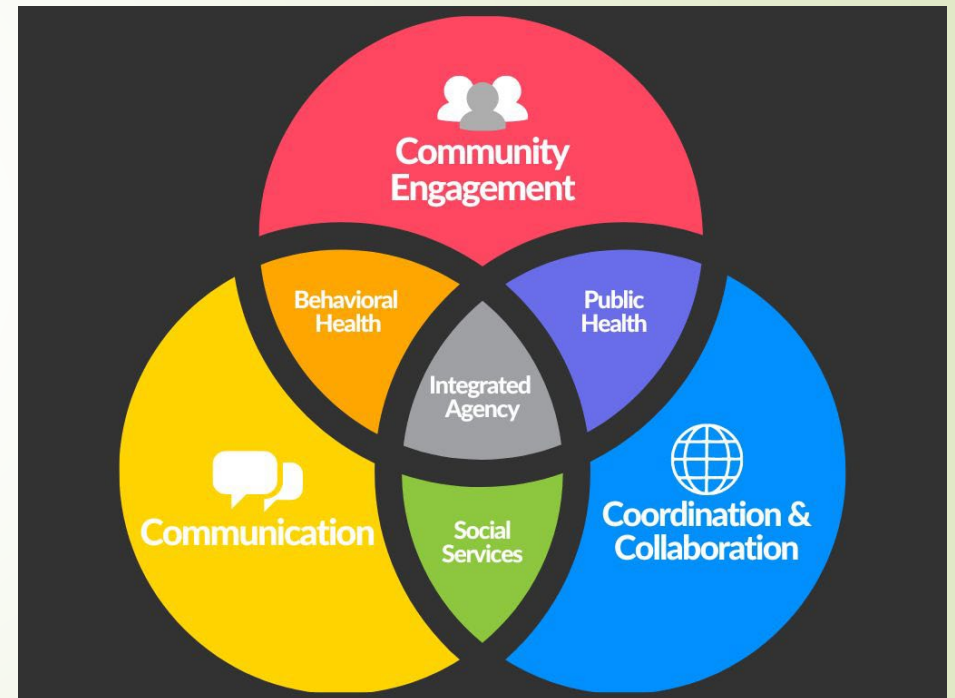 Community
Engagement
Behavioral
Health
Public
Health
Integrated
Agency
Communication
Coordination &
Collaboration
Social
Services